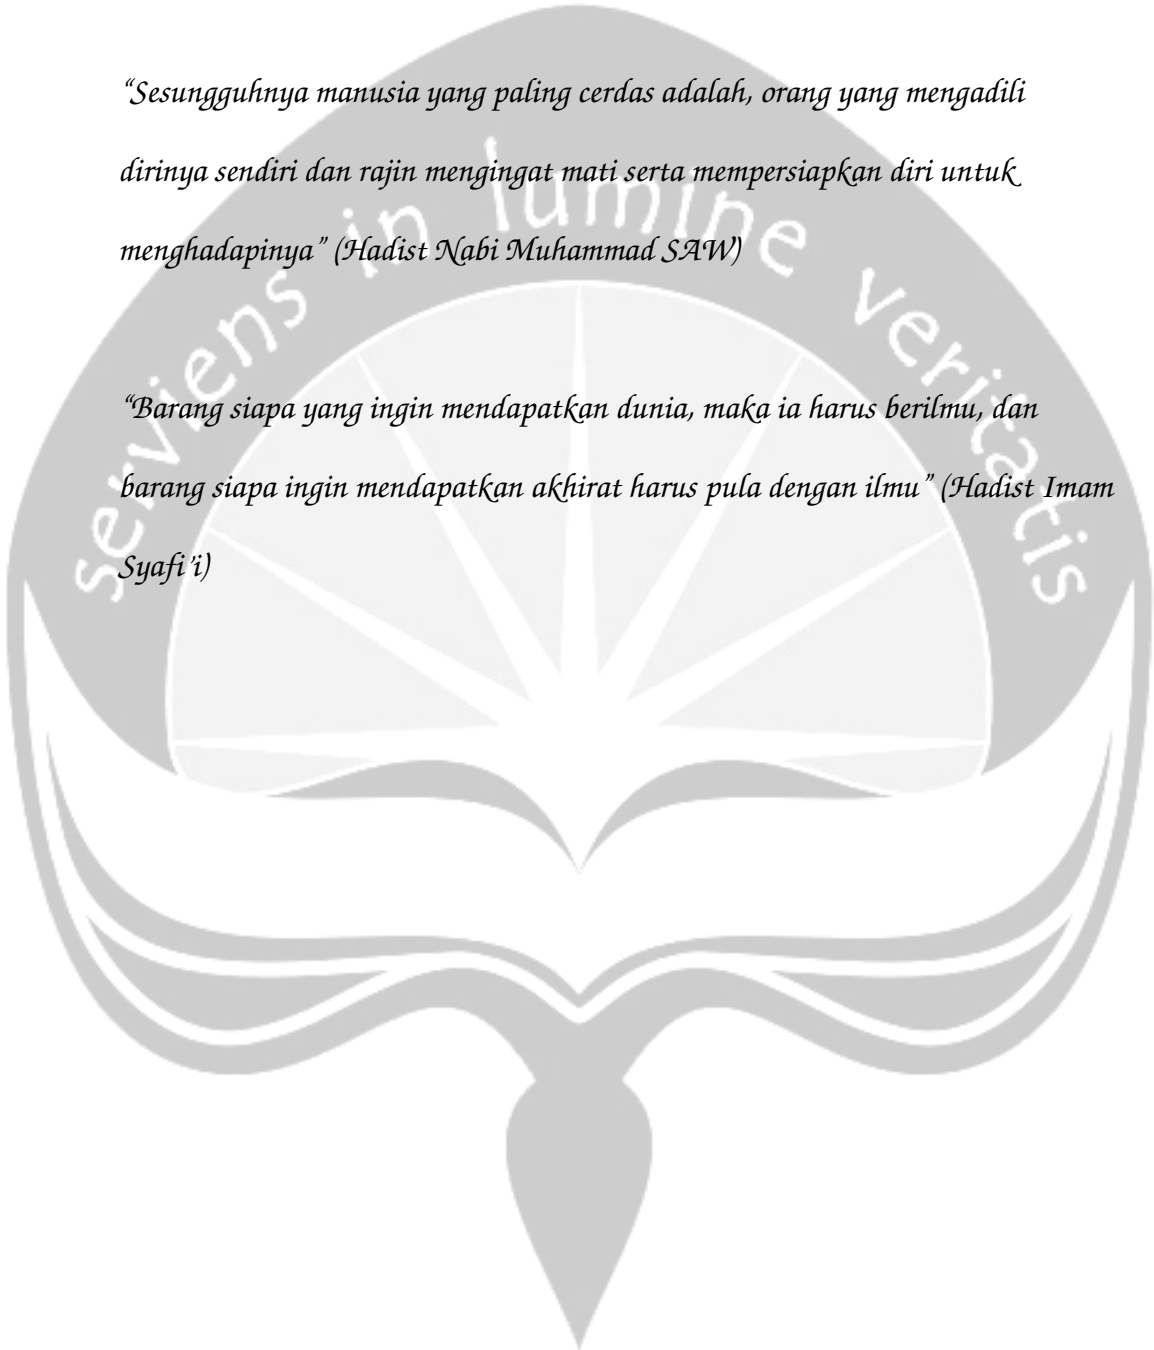 “Sesungguhnya manusia yang paling cerdas adalah, orang yang mengadili
dirinya sendiri dan rajin mengingat mati serta mempersiapkan diri untuk
menghadapinya” (Hadist Nabi Muhammad SAW)
“Barang siapa yang ingin mendapatkan dunia, maka ia harus berilmu, dan
barang siapa ingin mendapatkan akhirat harus pula dengan ilmu” (Hadist Imam
Syafi’i)
serviens in lumine veritatis